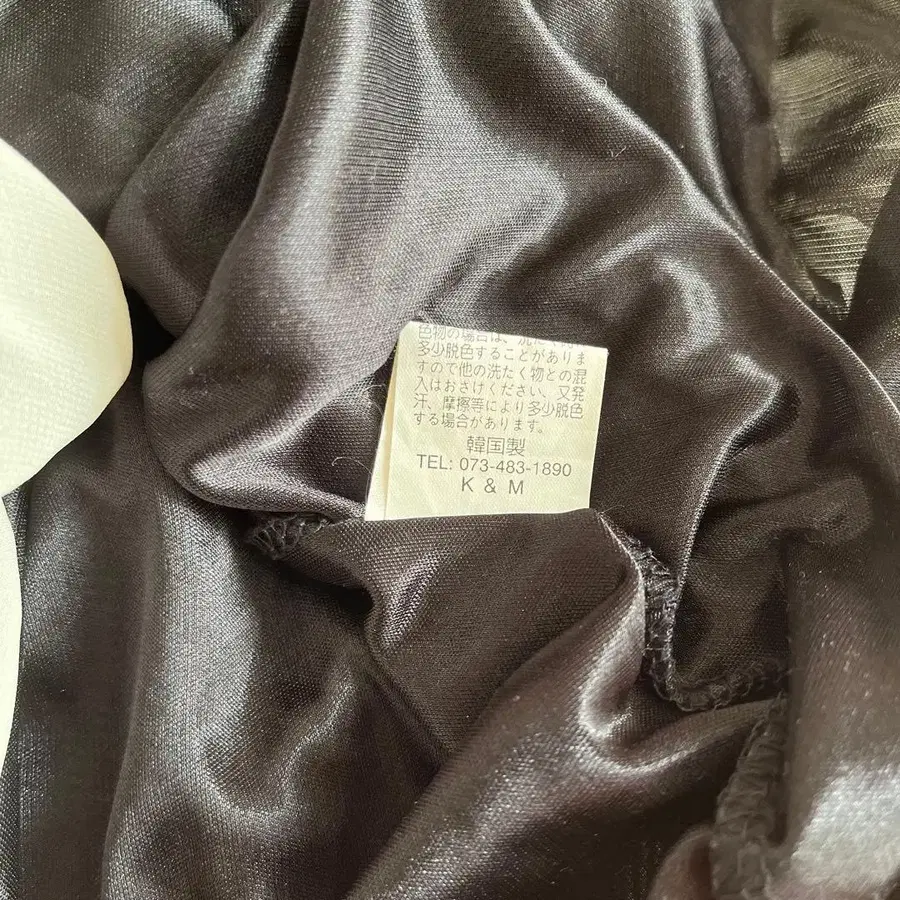 色物の場合は、洗たく
多少脱色することがありま
すので他の洗たく物との混
入はおさけください、又発
汗、摩擦等により多少脱色
する場合があります。
韓国製
TEL: 073-483-1890
K & M